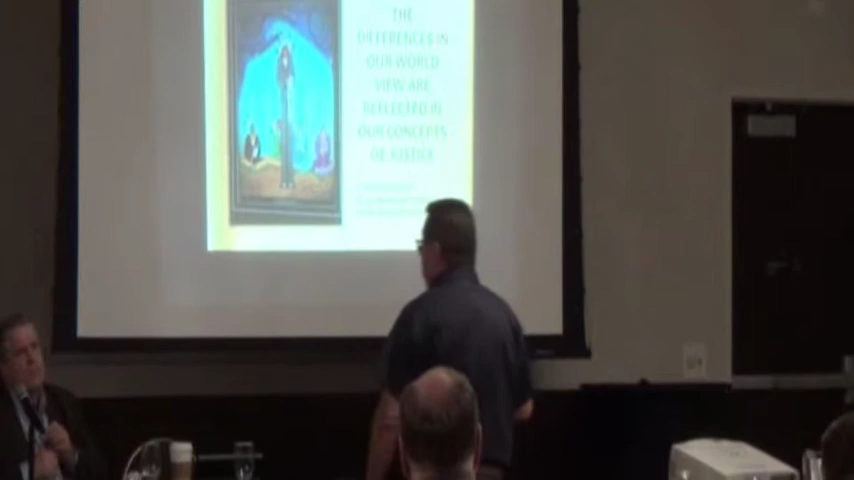 THE
DIFFERENCES IN
OUR WORLD
VIEW ARE
REFLECTED IN
OUR CONCEPTS
OF JUSTICE